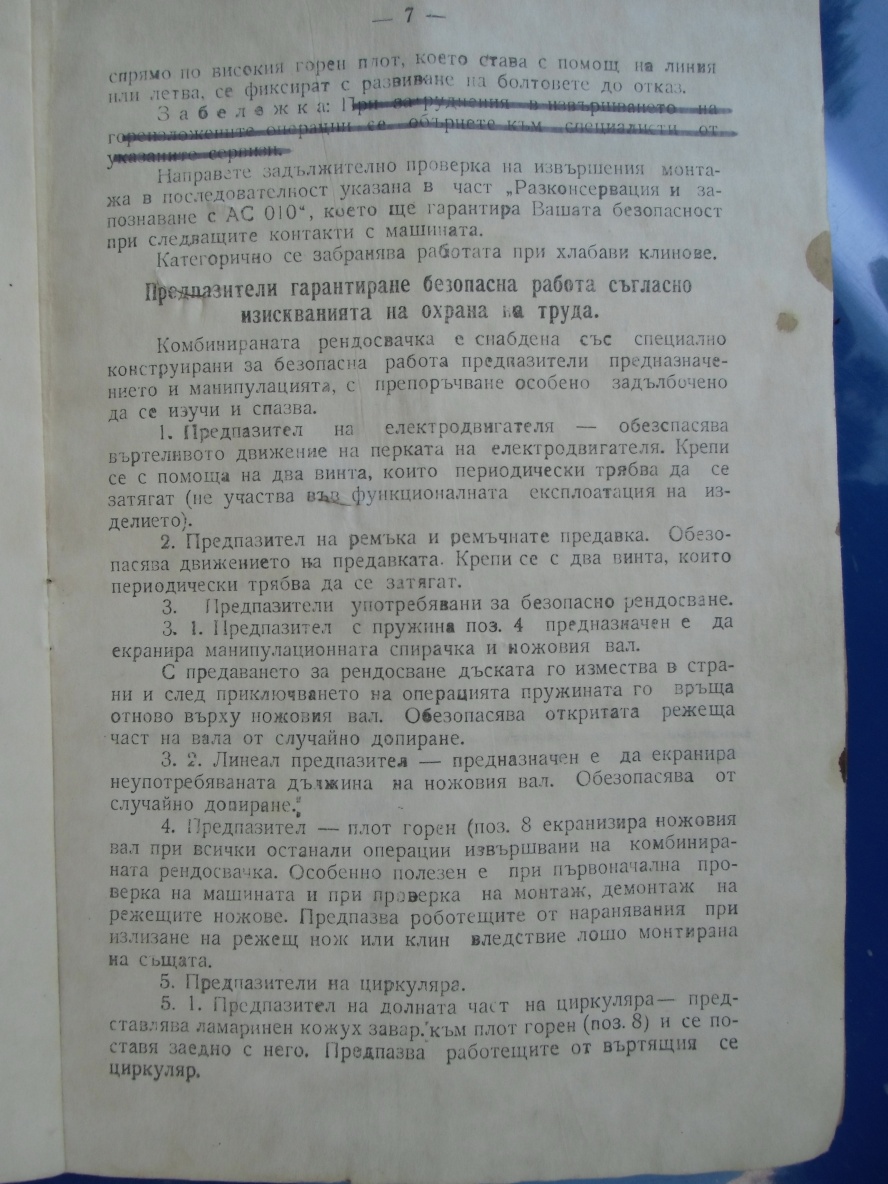 — 7 —
спрямо по високия горен плот, което става с помощ на линия
или летва, се фиксират с развиване на болтовете до отказ.
Забележка: При затруднения в извършването на
гореизложените операции се обърнете към специалисти от
указаните сервизи.
Направете задължително проверка на извършения монта-
жа в последователност указана в част „Разконсервация и за-
познаване с АС 010“, което ще гарантира Вашата безопасност
при следващите контакти с машината.
Категорично се забранява работата при хлабави клинове.
Предпазители гарантиране безопасна работа съгласно
изискванията на охрана на труда.
Комбинираната рендосвачка е снабдена със специално
конструирани за безопасна работа предпазители предназначе-
нието и манипулацията, с препоръчване особено задълбочено
да се изучи и спазва.
1. Предпазител на електродвигателя — обезспасява
въртеливото движение на перката на електродвигателя. Крепи
се с помоща на два винта, които периодически трябва да се
затягат (не участва във функционалната експлоатация на из-
делието).
2. Предпазител на ремъка и ремъчнате предавка. Обезо-
пасява движението на предавката. Крепи се с два винта, които
периодически трябва да се затягат.
3. Предпазители употребявани за безопасно рендосване.
3. 1. Предпазител с пружина поз. 4 предназначен е да
екранира манипулационната спирачка и ножовия вал.
С предаването за рендосване дъската го измества в стра-
ни и след приключването на операцията пружината го връща
отново върху ножовия вал. Обезопасява откритата режеща
част на вала от случайно допиране.
3. 2. Линеал предпазител — предназначен е да екранира
неупотребяваната дължина на ножовия вал. Обезопасява от
случайно допиране.
4. Предпазител — плот горен (поз. 8 екранизира ножовия
вал при всички останали операции извършвани на комбинира-
ната рендосвачка. Особенно полезен е при първоначална про-
верка на машината и при проверка на монтаж, демонтаж на
режещите ножове. Предпазва роботещите от наранявания при
излизане на режещ нож или клин вледствие лошо монтирана
на същата.
5. Предпазители на циркуляра.
5. 1. Предпазител на долната част на циркуляра— пред-
ставлява ламаринен кожух завар. към плот горен (поз. 8) и се по-
ставя заедно с него. Предпазва работещите от въртящия се
циркуляр.